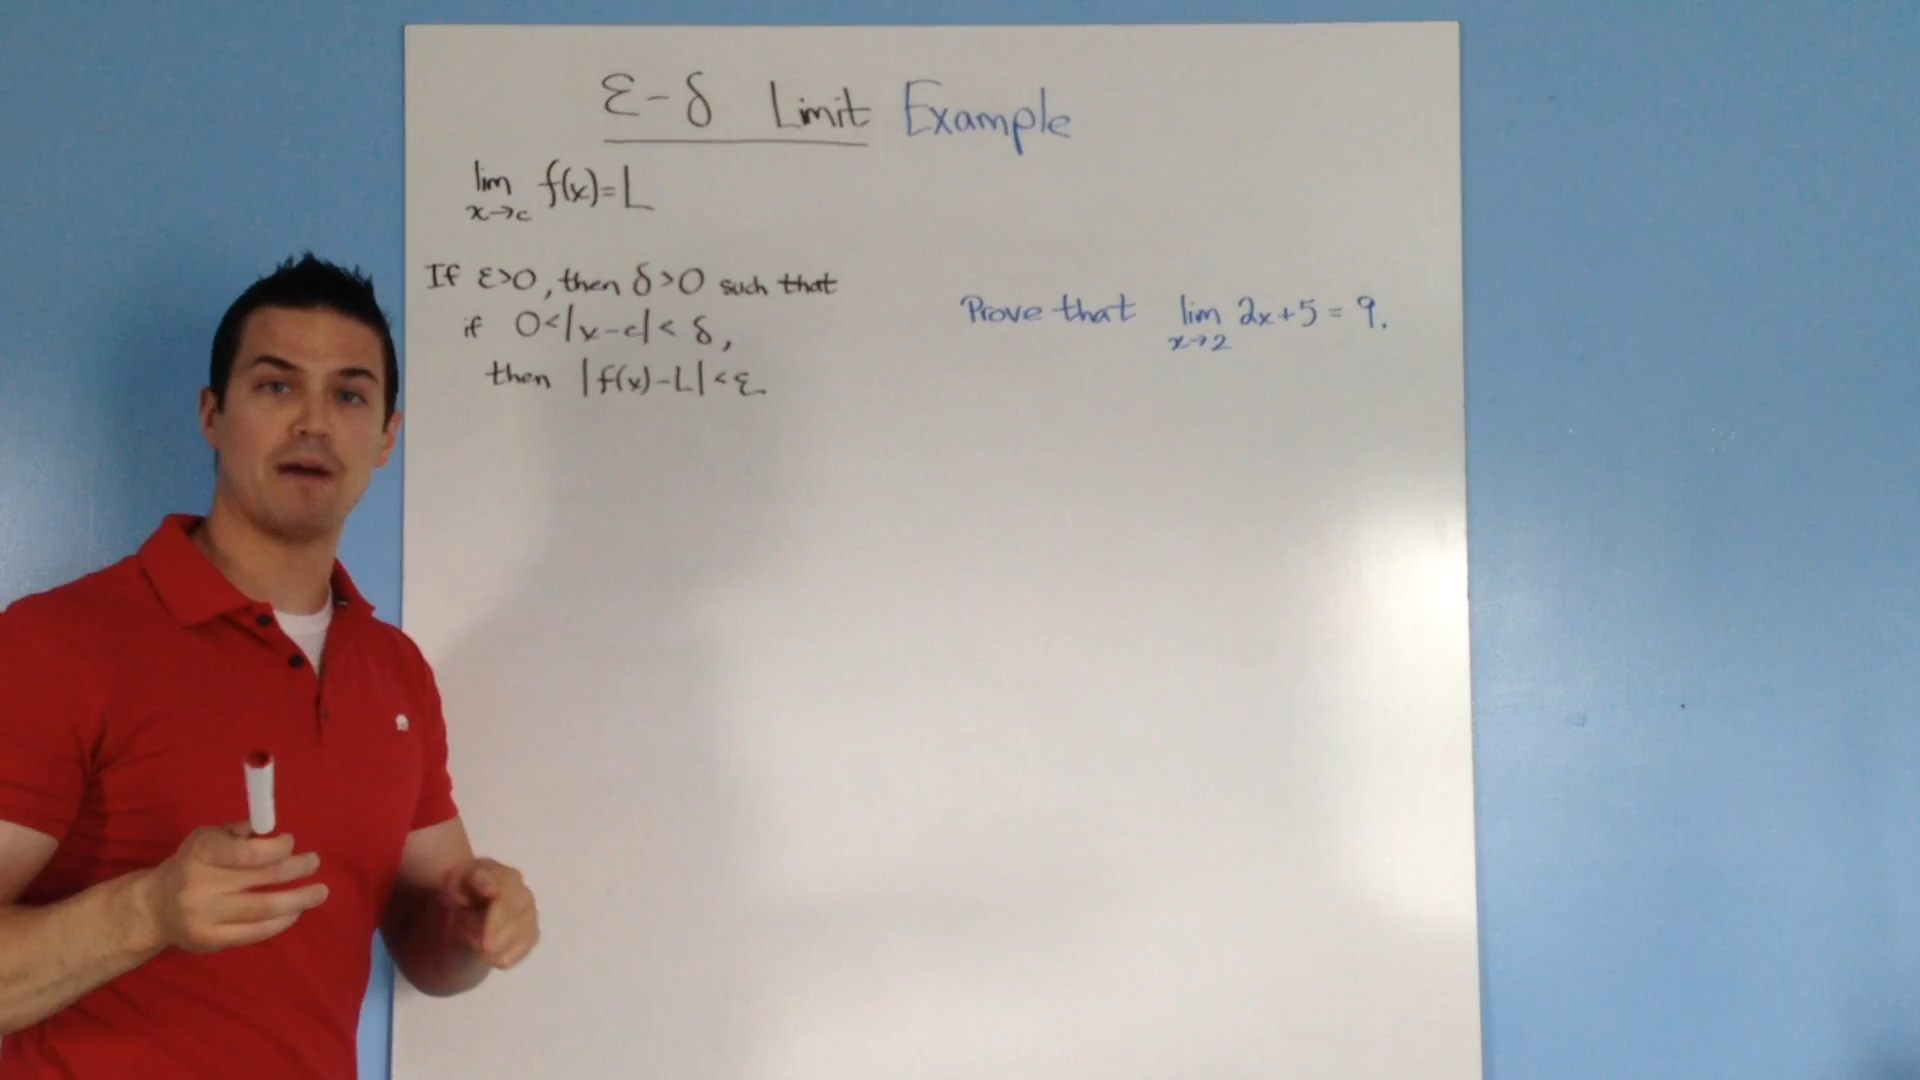 ε-δ Limit Example
lim f(x)=L
x→c
If ε>0, then δ>0 such that
if 0<|x-c|< δ,
then |f(x)-L|<ε.
Prove that lim 2x+5 = 9.
x→2